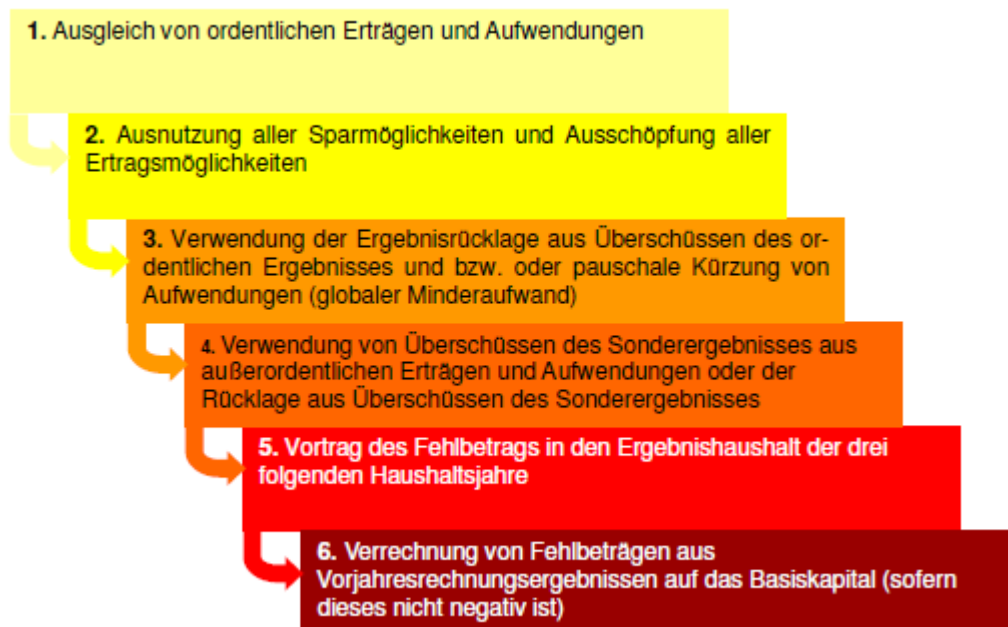 1. Ausgleich von ordentlichen Erträgen und Aufwendungen
2. Ausnutzung aller Sparmöglichkeiten und Ausschöpfung aller
Ertragsmöglichkeiten
3. Verwendung der Ergebnisrücklage aus Überschüssen des or-
dentlichen Ergebnisses und bzw. oder pauschale Kürzung von
Aufwendungen (globaler Minderaufwand)
4. Verwendung von Überschüssen des Sonderergebnisses aus
außerordentlichen Erträgen und Aufwendungen oder der
Rücklage aus Überschüssen des Sonderergebnisses
5. Vortrag des Fehlbetrags in den Ergebnishaushalt der drei
folgenden Haushaltsjahre
6. Verrechnung von Fehlbeträgen aus
Vorjahresrechnungsergebnissen auf das Basiskapital (sofern
dieses nicht negativ ist)